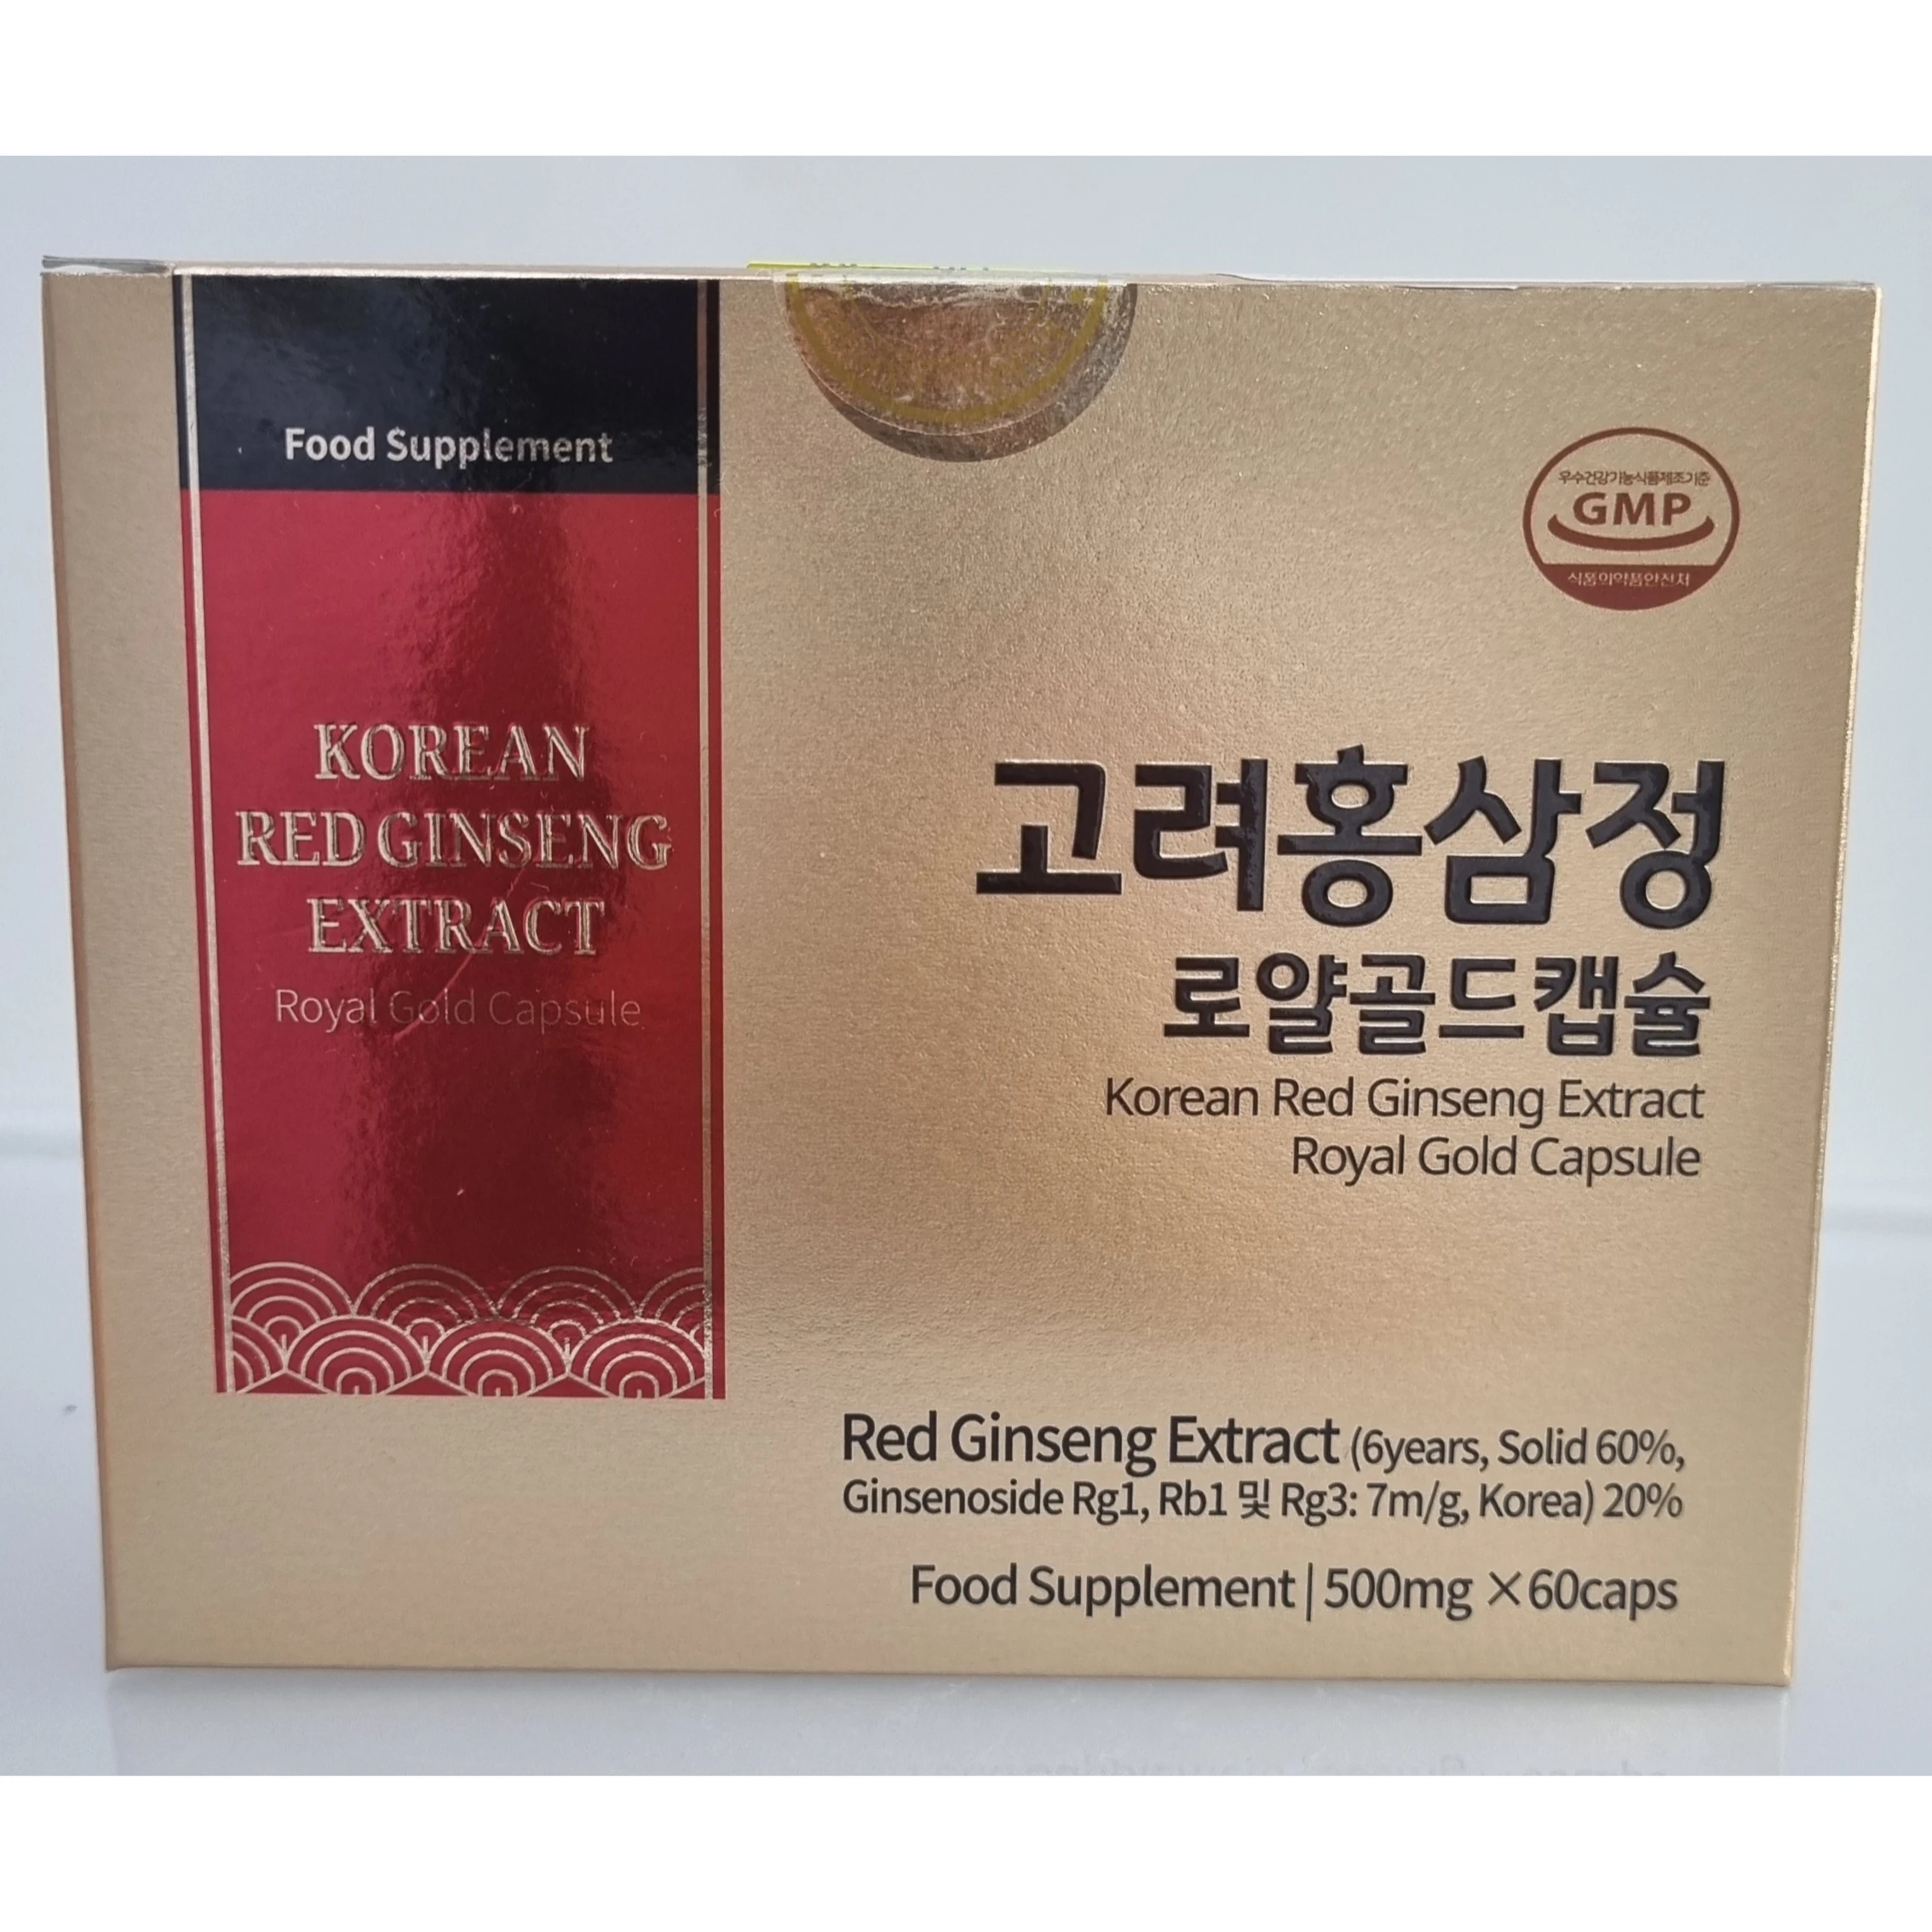 Food Supplement
KOREAN
RED GINSENG
EXTRACT
Royal Gold Capsule
우수건강기능식품제조기준
GMP
식품의약품안전처
고려홍삼정
로얄골드캡슐
Korean Red Ginseng Extract
Royal Gold Capsule
Red Ginseng Extract (6years, Solid 60%,
Ginsenoside Rg1, Rb1 및 Rg3: 7m/g, Korea) 20%
Food Supplement | 500mg ×60caps